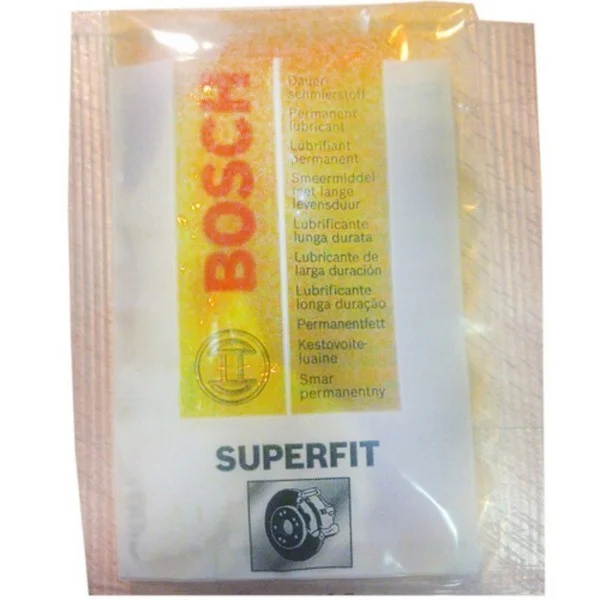 BOSCH
Dauer-
schmierstoff
Permanent
lubricant
Lubrifiant
permanent
Smeermiddel
met lange
levensduur
Lubrificante
lunga durata
Lubricante de
larga duración
Lubrificante
longa duração
Permanentfett
Kestovoite-
luaine
Smar
permanentny
SUPERFIT